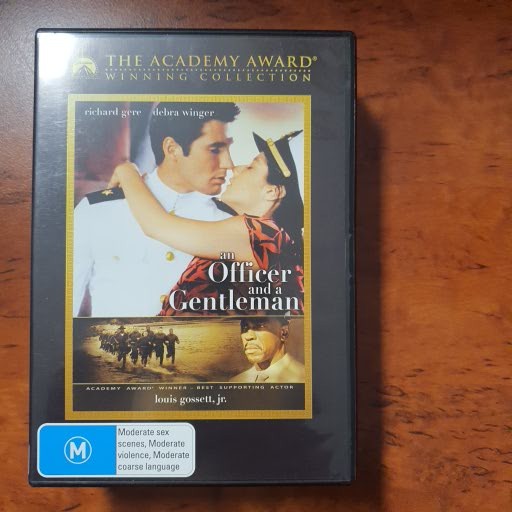 THE ACADEMY AWARD®
WINNING COLLECTION
richard gere debra winger
an
Officer
and a
Gentleman
ACADEMY AWARD® WINNER - BEST SUPPORTING ACTOR
louis gossett, jr.
M
Moderate sex
scenes, Moderate
violence, Moderate
coarse language